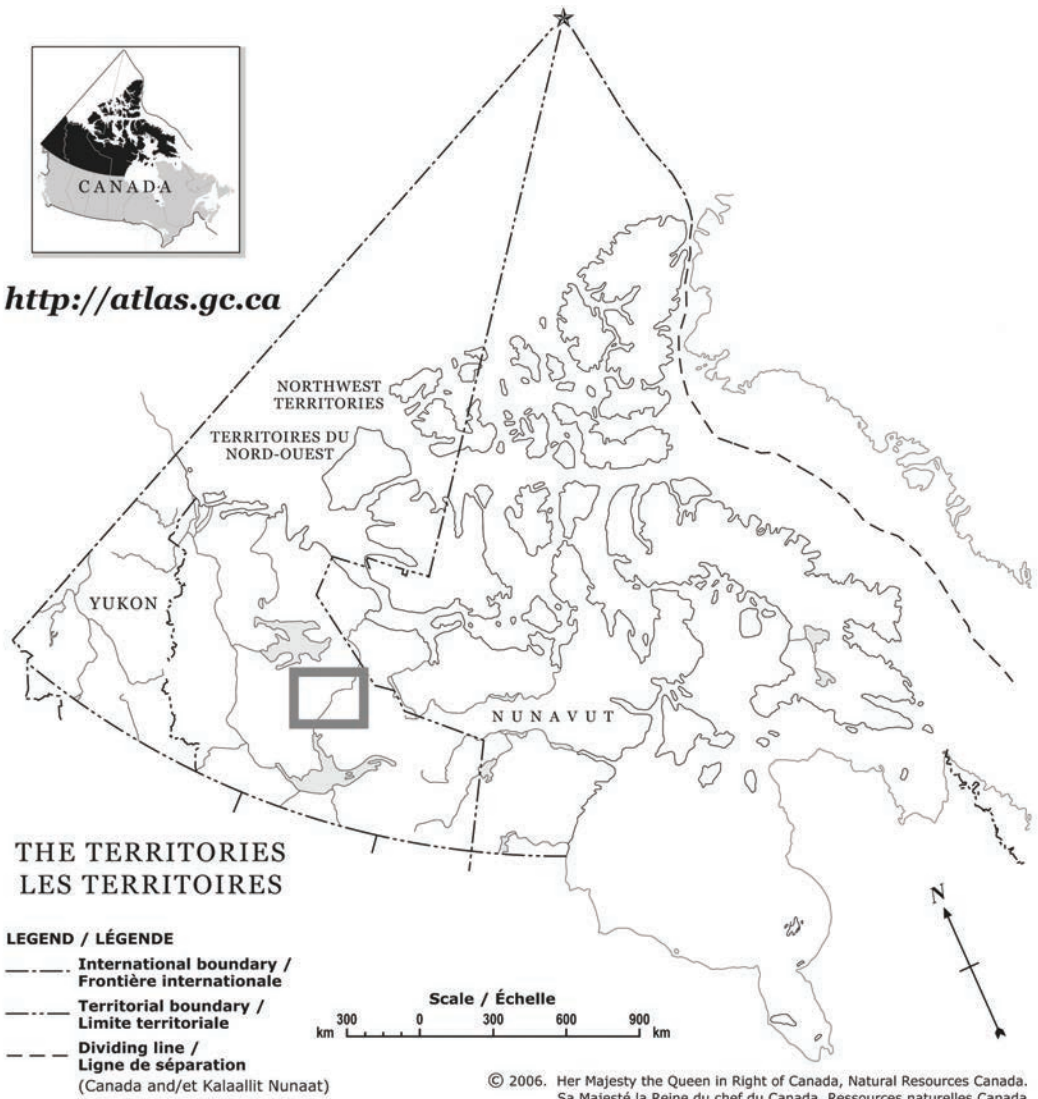 CANADA
http://atlas.gc.ca
NORTHWEST
TERRITORIES
TERRITOIRES DU
NORD-OUEST
YUKON
NUNAVUT
THE TERRITORIES
LES TERRITOIRES
N
LEGEND / LÉGENDE
International boundary /
Frontière internationale
Territorial boundary /
Limite territoriale
Dividing line /
Ligne de séparation
(Canada and/et Kalaallit Nunaat)
Scale / Échelle
km 300 0 300 600 900 km
© 2006. Her Majesty the Queen in Right of Canada, Natural Resources Canada.
Sa Majesté la Reine du chef du Canada, Ressources naturelles Canada.